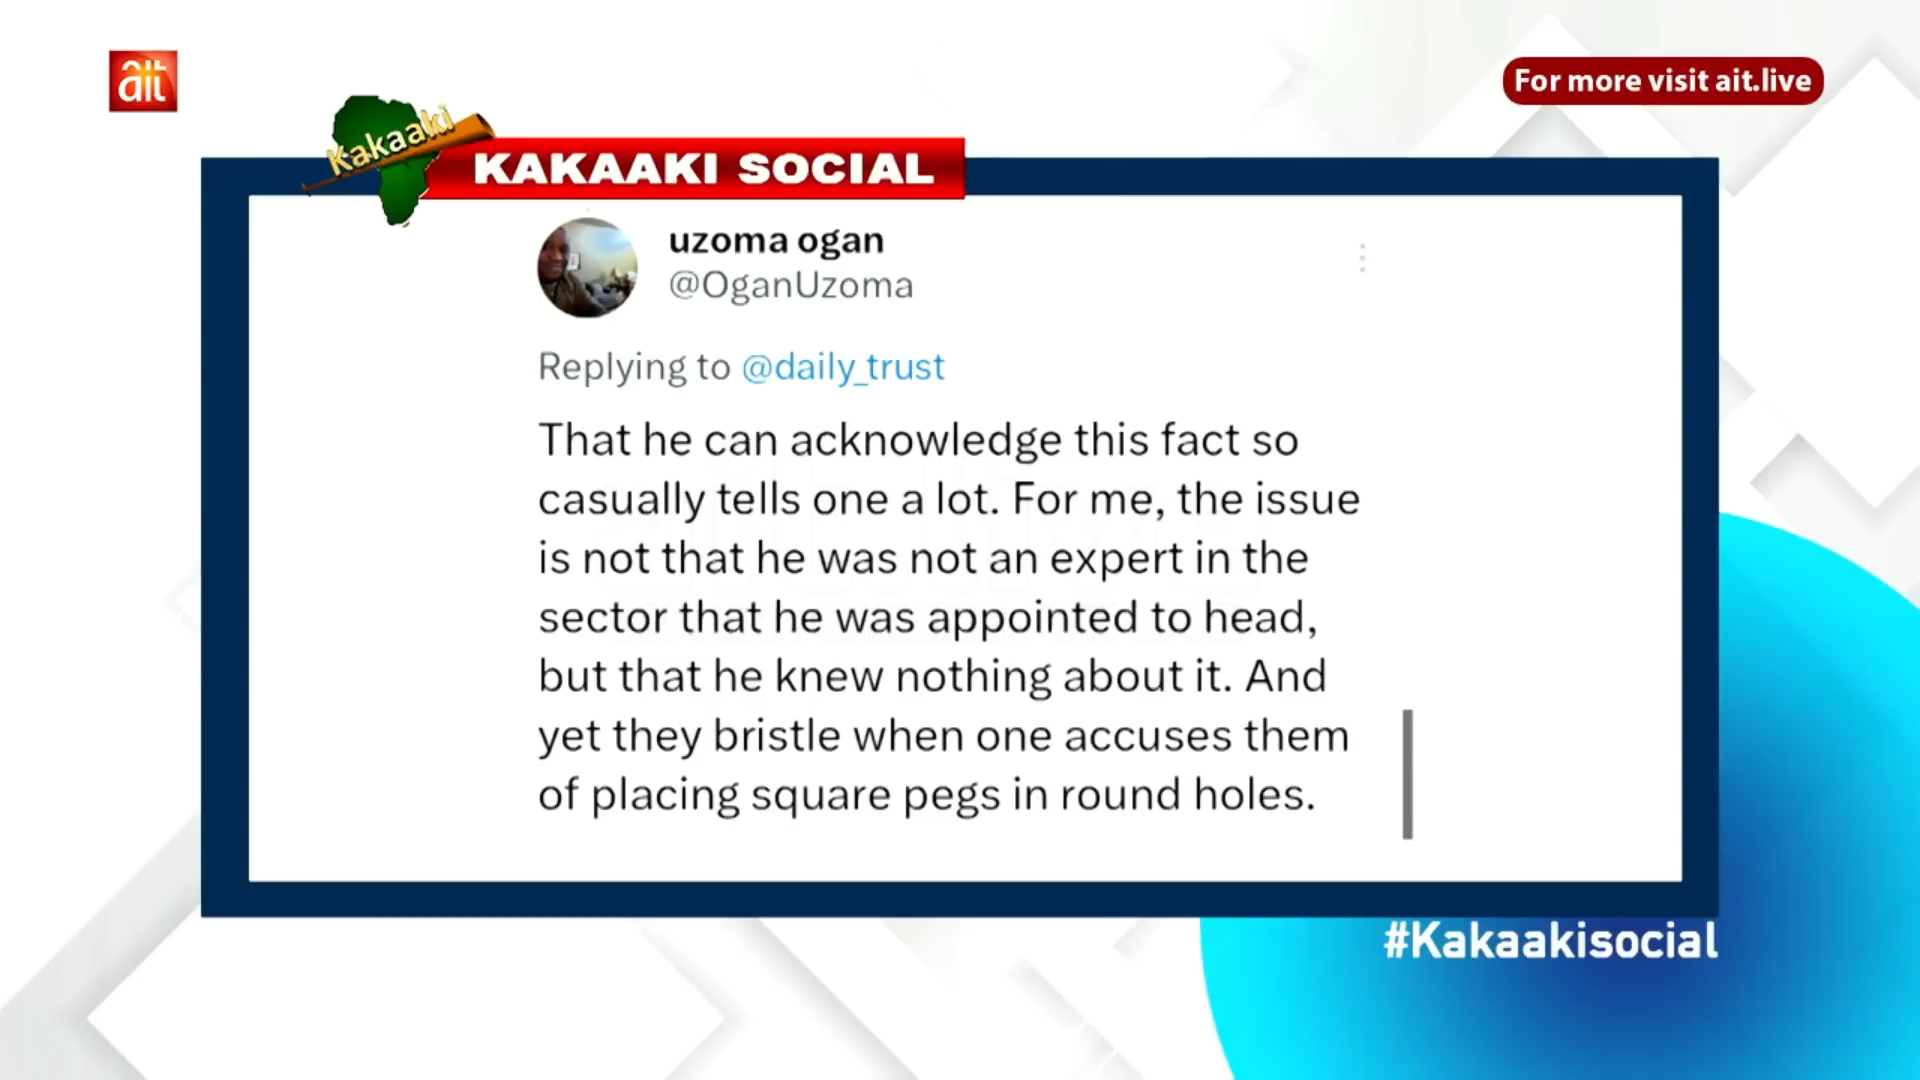 ait
For more visit ait.live
Kakaaki
KAKAAKI SOCIAL
uzoma ogan
@OganUzoma
Replying to @daily_trust
That he can acknowledge this fact so
casually tells one a lot. For me, the issue
is not that he was not an expert in the
sector that he was appointed to head,
but that he knew nothing about it. And
yet they bristle when one accuses them
of placing square pegs in round holes.
#Kakaakisocial